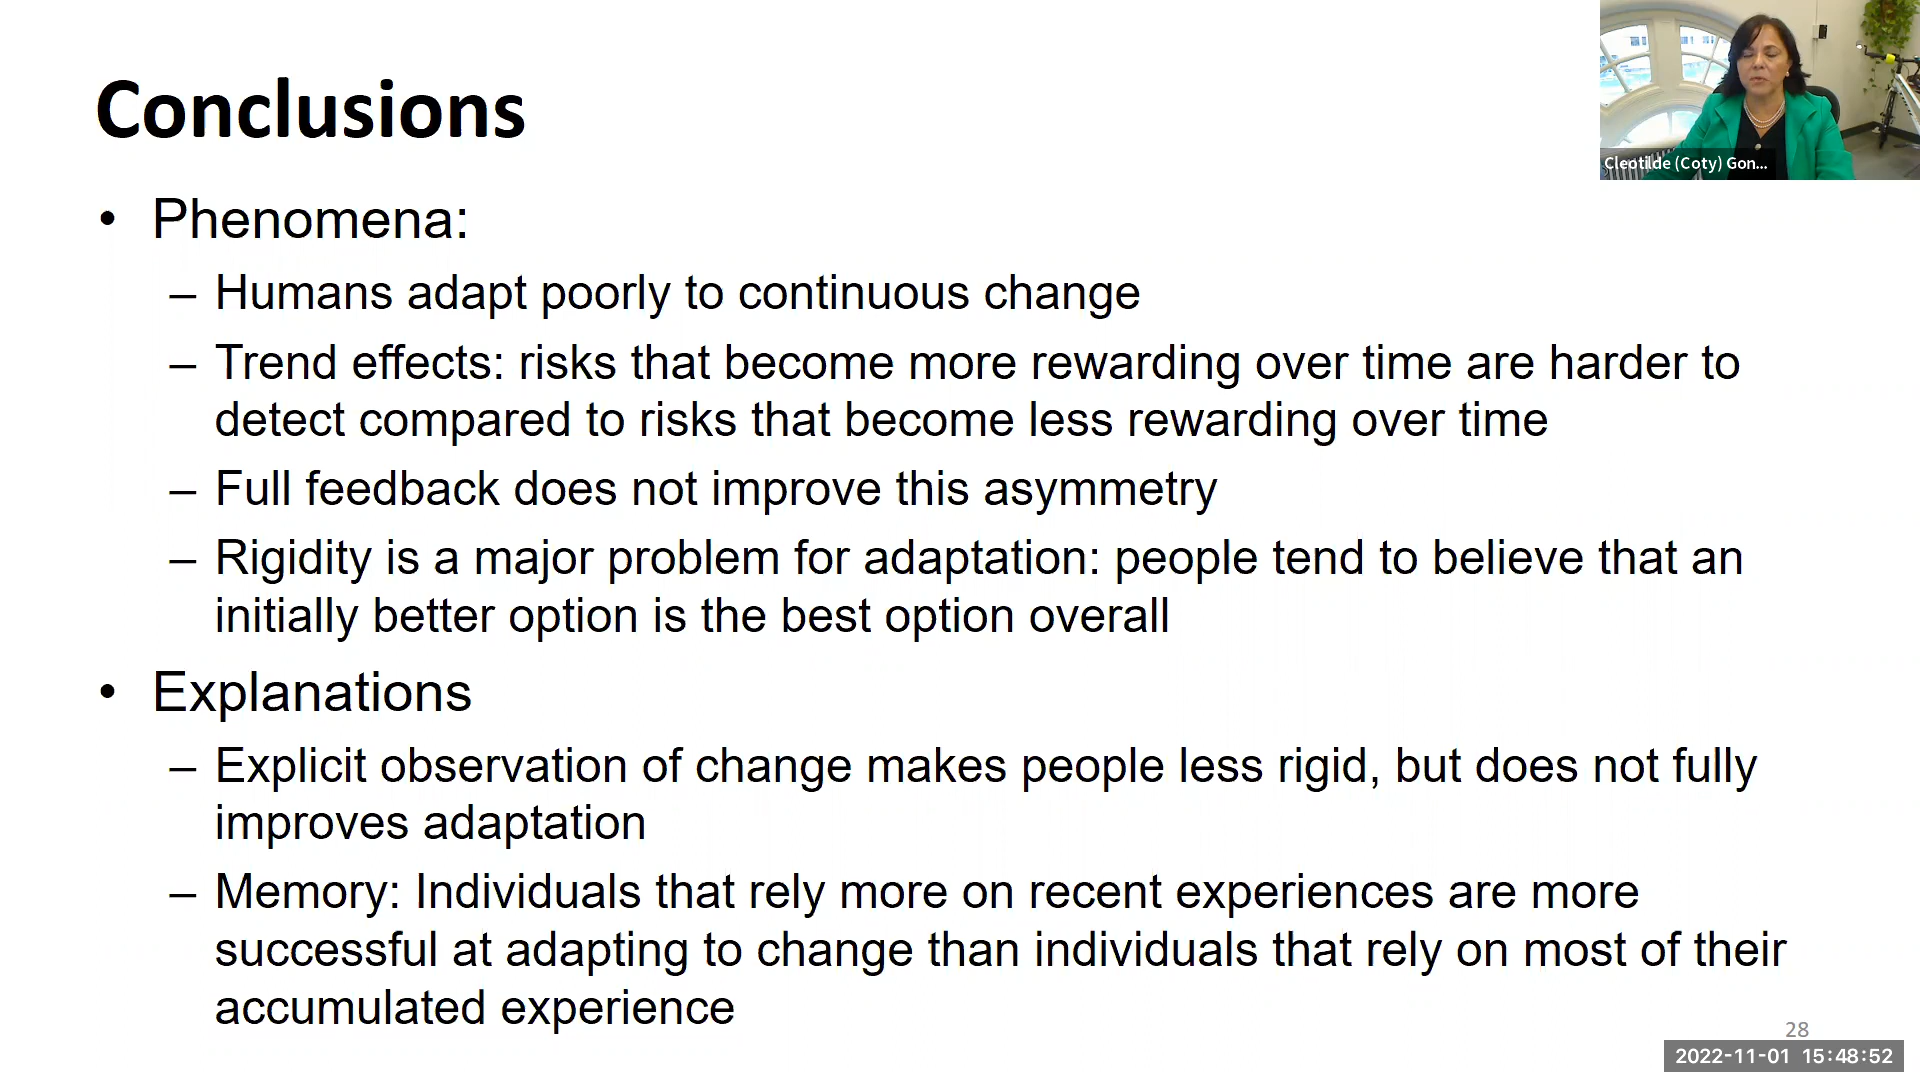 Conclusions
Cleotilde (Coty) Gon...
• Phenomena:
– Humans adapt poorly to continuous change
– Trend effects: risks that become more rewarding over time are harder to
detect compared to risks that become less rewarding over time
– Full feedback does not improve this asymmetry
– Rigidity is a major problem for adaptation: people tend to believe that an
initially better option is the best option overall
• Explanations
– Explicit observation of change makes people less rigid, but does not fully
improves adaptation
– Memory: Individuals that rely more on recent experiences are more
successful at adapting to change than individuals that rely on most of their
accumulated experience
28
2022-11-01 15:48:52